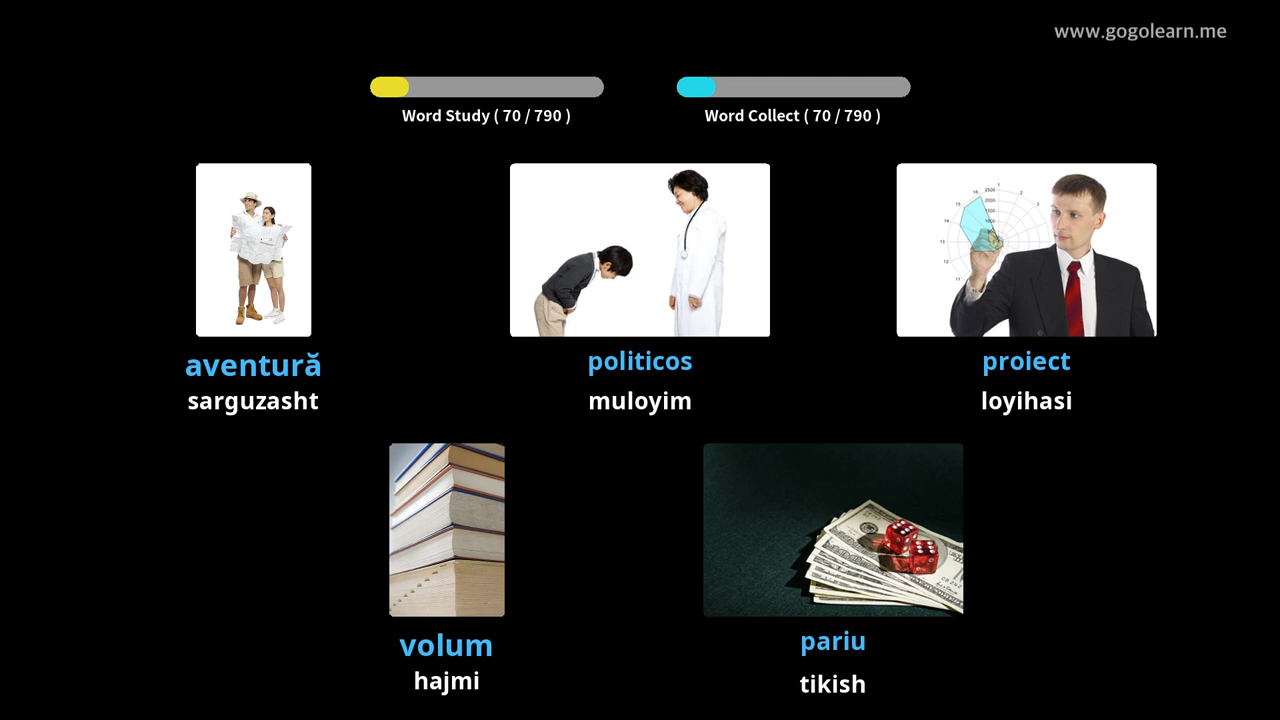 www.gogolearn.me
Word Study ( 70 / 790 )
Word Collect ( 70 / 790 )
aventură
sarguzasht
politicos
muloyim
proiect
loyihasi
volum
hajmi
pariu
tikish